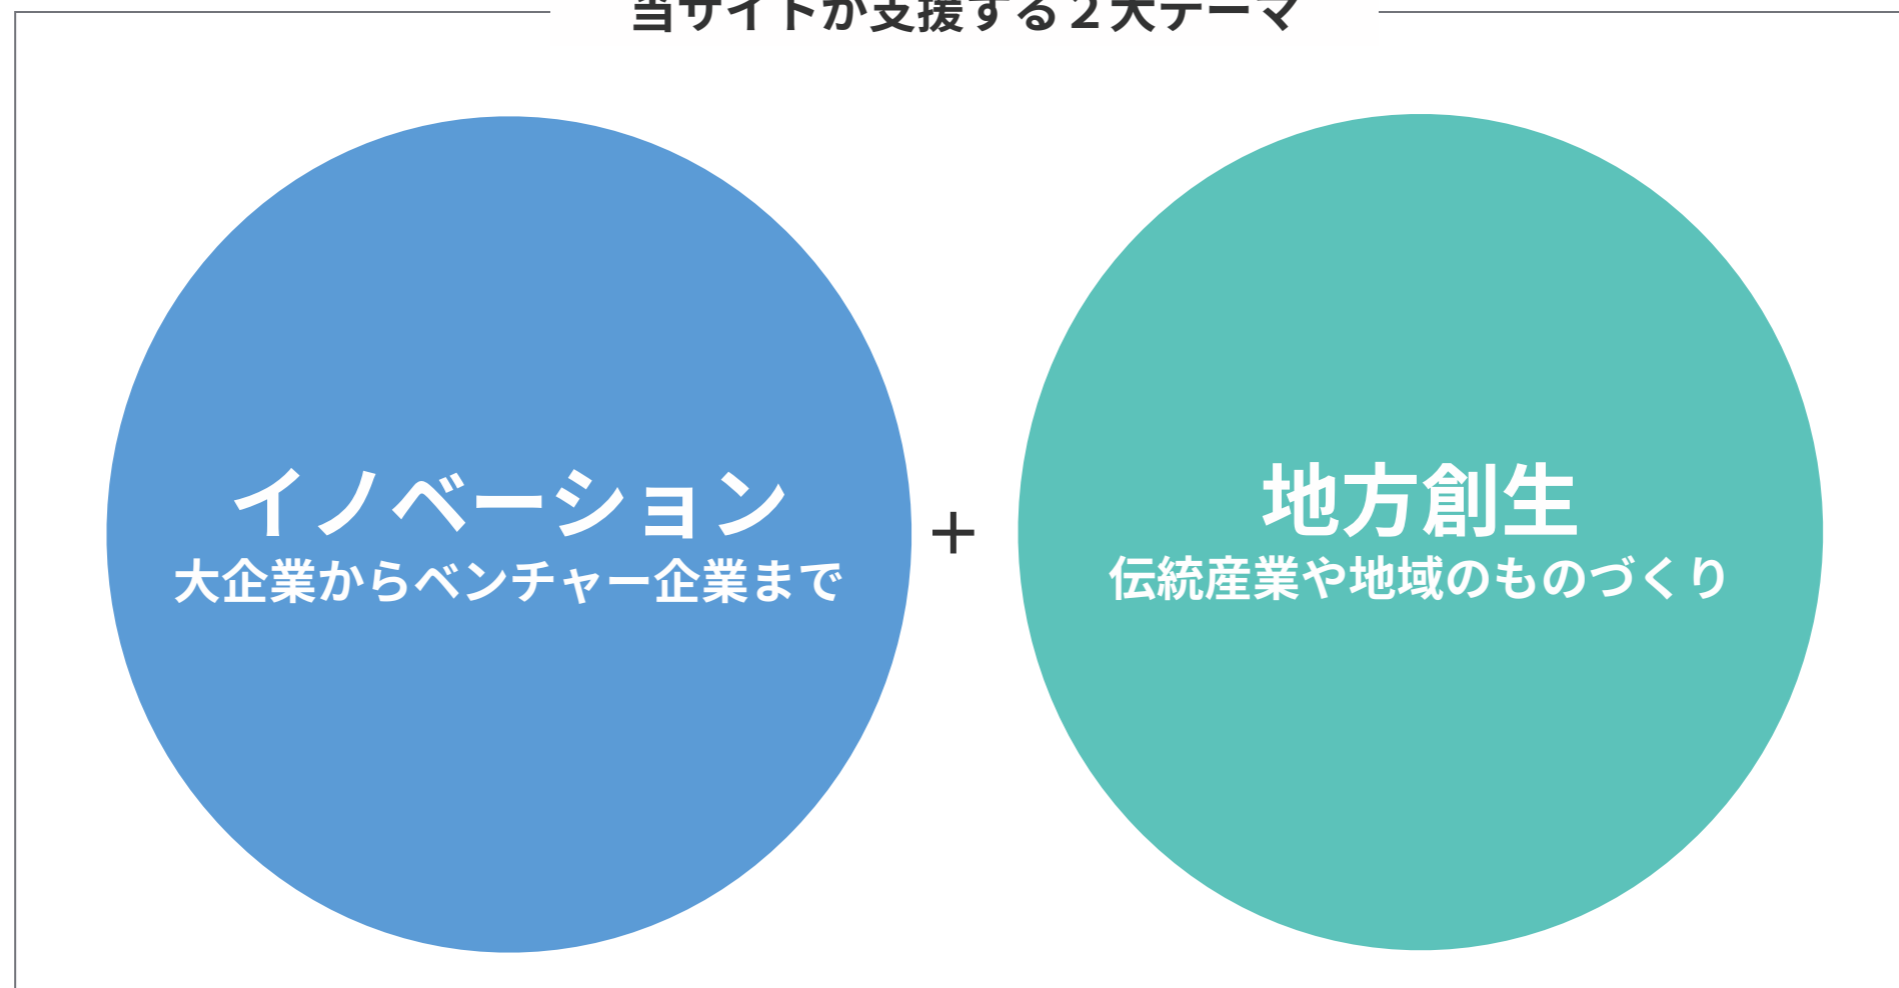 当サイトが支援する２大テーマ
イノベーション
大企業からベンチャー企業まで
+
地方創生
伝統産業や地域のものづくり